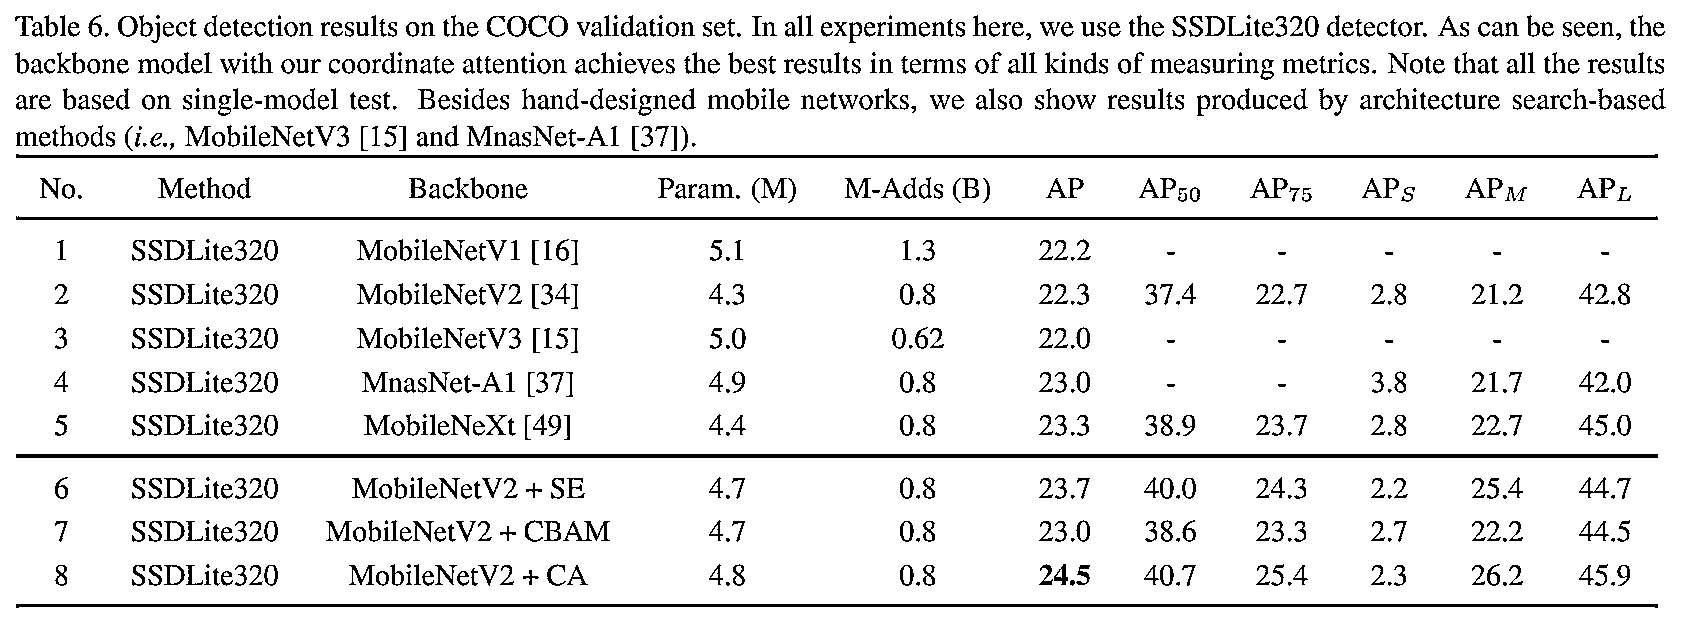 Table 6. Object detection results on the COCO validation set. In all experiments here, we use the SSDLite320 detector. As can be seen, the
backbone model with our coordinate attention achieves the best results in terms of all kinds of measuring metrics. Note that all the results
are based on single-model test. Besides hand-designed mobile networks, we also show results produced by architecture search-based
methods (i.e., MobileNetV3 [15] and MnasNet-A1 [37]).
No. Method Backbone Param. (M) M-Adds (B) AP AP50 AP75 APS APM APL
1 SSDLite320 MobileNetV1 [16] 5.1 1.3 22.2 - - - - -
2 SSDLite320 MobileNetV2 [34] 4.3 0.8 22.3 37.4 22.7 2.8 21.2 42.8
3 SSDLite320 MobileNetV3 [15] 5.0 0.62 22.0 - - - - -
4 SSDLite320 MnasNet-A1 [37] 4.9 0.8 23.0 - - 3.8 21.7 42.0
5 SSDLite320 MobileNeXt [49] 4.4 0.8 23.3 38.9 23.7 2.8 22.7 45.0
6 SSDLite320 MobileNetV2 + SE 4.7 0.8 23.7 40.0 24.3 2.2 25.4 44.7
7 SSDLite320 MobileNetV2 + CBAM 4.7 0.8 23.0 38.6 23.3 2.7 22.2 44.5
8 SSDLite320 MobileNetV2 + CA 4.8 0.8 24.5 40.7 25.4 2.3 26.2 45.9